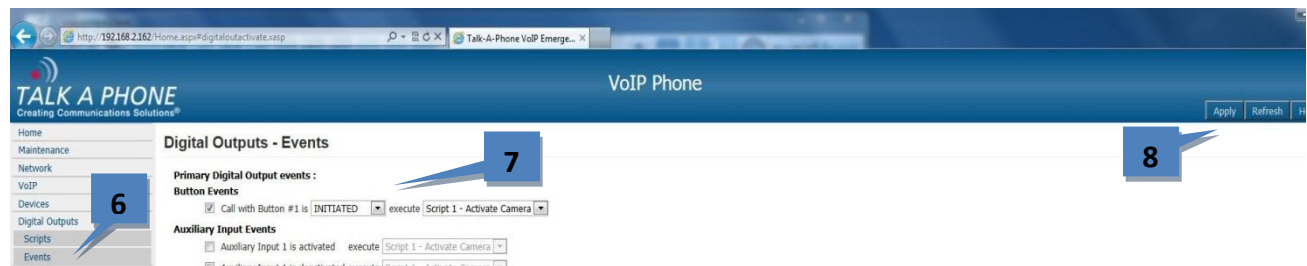 http://192.168.2.162/Home.aspx#digitaloutactivate.xasp
Talk-A-Phone VoIP Emerge...
TALK A PHONE
Creating Communications Solutions®
VoIP Phone
Apply Refresh
Home
Maintenance
Network
VoIP
Devices
Digital Outputs
Scripts
Events
6
Digital Outputs - Events
7
8
Primary Digital Output events :
Button Events
Call with Button #1 is INITIATED execute Script 1 - Activate Camera
Auxiliary Input Events
Auxiliary Input 1 is activated execute Script 1 - Activate Camera